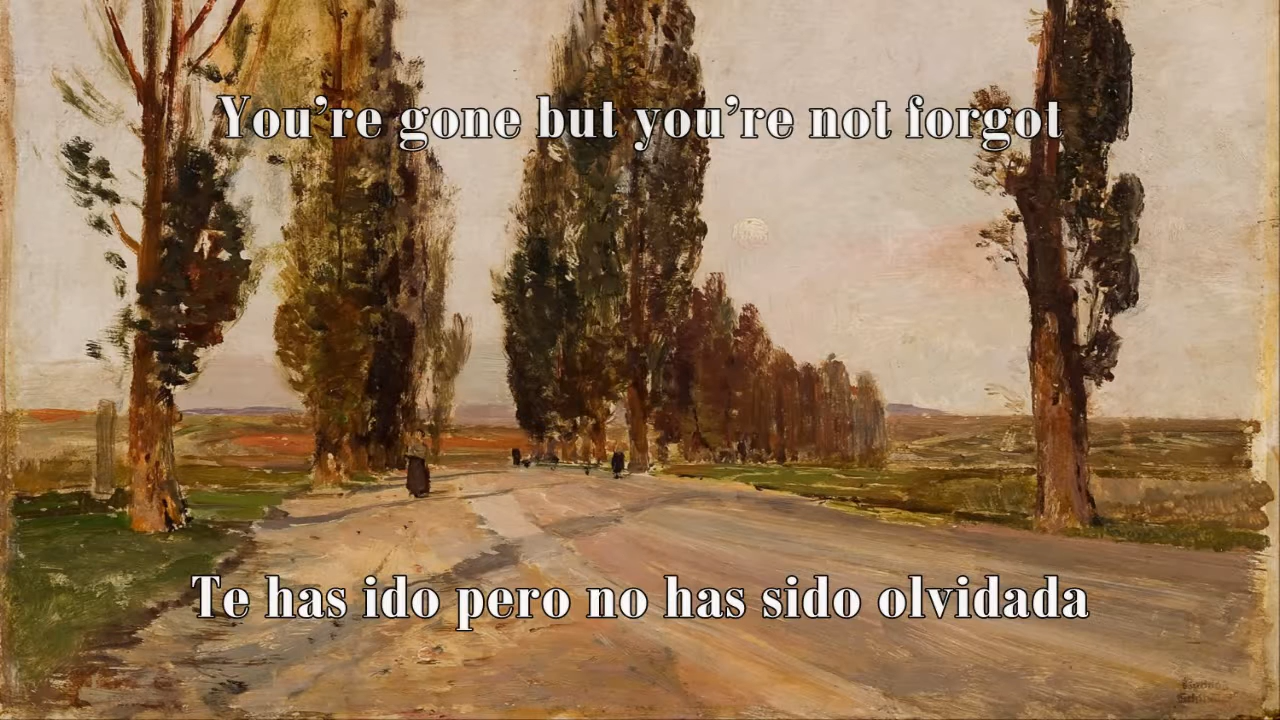 You’re gone but you’re not forgot
Te has ido pero no has sido olvidada